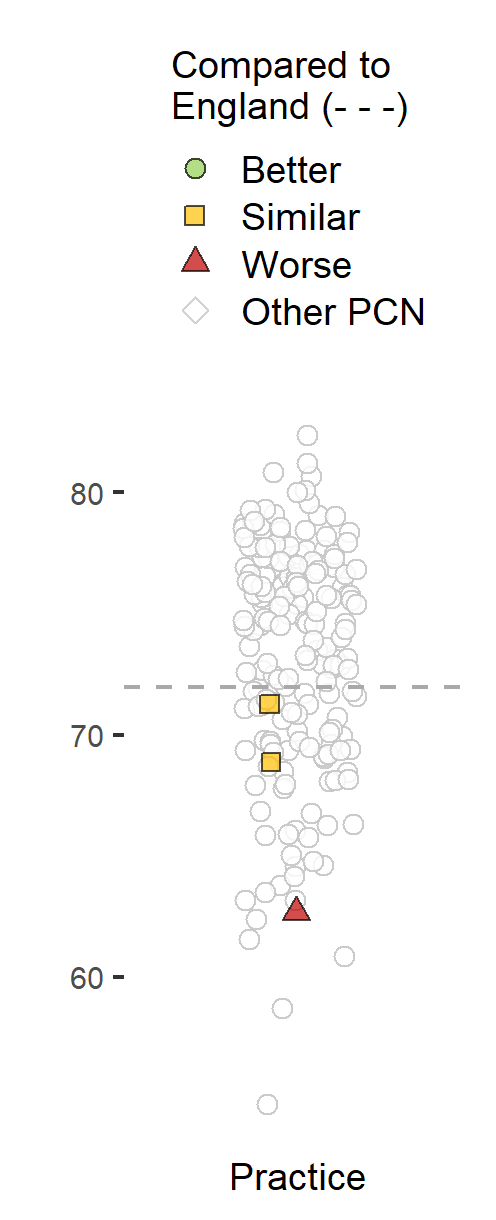 Compared to
England (- - -)
Better
Similar
Worse
Other PCN
80
70
60
Practice